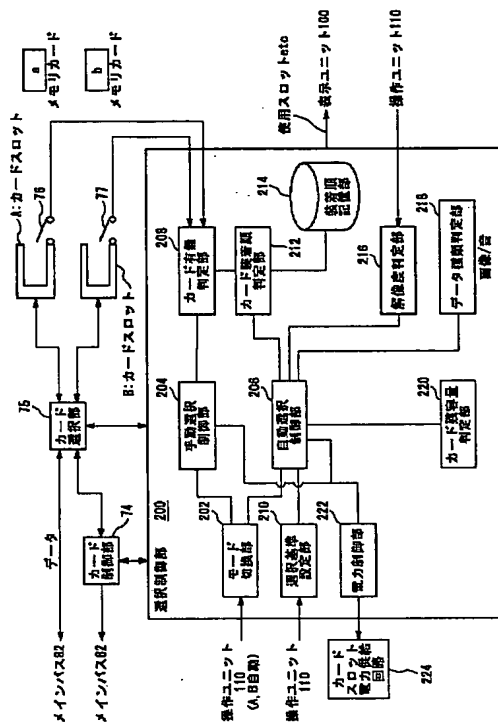 メモリカード
a
メモリカード
b
A:カードスロット
76
77
B:カードスロット
75
カード
選択部
データ
メインバス82
カード
制御部
74
メインバス82
使用スロットetc
表示ユニット100
選択制御部
200
208
カード有無
判定部
214
装着順
記憶部
カード装着順
判定部
212
操作ユニット110
216
解像度判定部
218
データ種類判定部
画像/音
204
手動選択
制御部
206
自動選択
制御部
220
カード残容量
判定部
202
モード
切換部
操作ユニット
110
(A,B自動)
210
選択基準
設定部
操作ユニット
110
222
電力制御部
カード
スロット
電力供給
回路
224